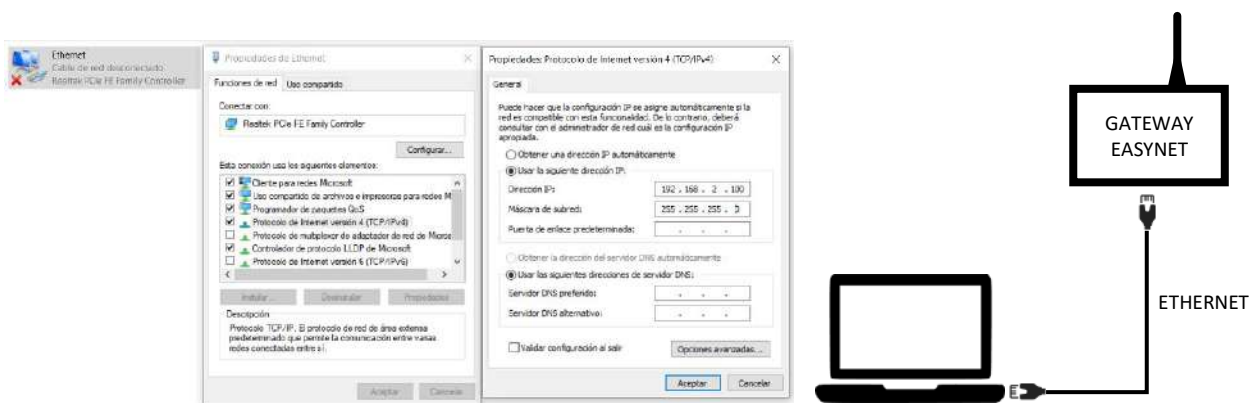 Ethernet
Cable de red desconectado
Realtek PCIe FE Family Controller
Propiedades de Ethernet
Funciones de red
Uso compartido
Conectar con:
Realtek PCIe FE Family Controller
Configurar...
Esta conexión usa los siguientes elementos:
Cliente para redes Microsoft
Uso compartido de archivos e impresoras para redes M
Programador de paquetes QoS
Protocolo de Internet versión 4 (TCP/IPv4)
Protocolo de multiplexor de adaptador de red de Micros
Controlador de protocolo LLDP de Microsoft
Protocolo de Internet versión 6 (TCP/IPv6)
Instalar...
Desinstalar
Propiedades
Descripción
Protocolo TCP/IP. El protocolo de red de área extensa
predeterminado que permite la comunicación entre varias
redes conectadas entre sí.
Aceptar
Cancelar
Propiedades: Protocolo de Internet versión 4 (TCP/IPv4)
General
Puede hacer que la configuración IP se asigne automáticamente si la
red es compatible con esta funcionalidad. De lo contrario, deberá
consultar con el administrador de red cuál es la configuración IP
apropiada.
Obtener una dirección IP automáticamente
Usar la siguiente dirección IP:
Dirección IP: 192 . 168 . 2 . 100
Máscara de subred: 255 . 255 . 255 . 0
Puerta de enlace predeterminada: . . .
Obtener la dirección del servidor DNS automáticamente
Usar las siguientes direcciones de servidor DNS:
Servidor DNS preferido: . . .
Servidor DNS alternativo: . . .
Validar configuración al salir
Opciones avanzadas...
Aceptar
Cancelar
GATEWAY
EASYNET
ETHERNET